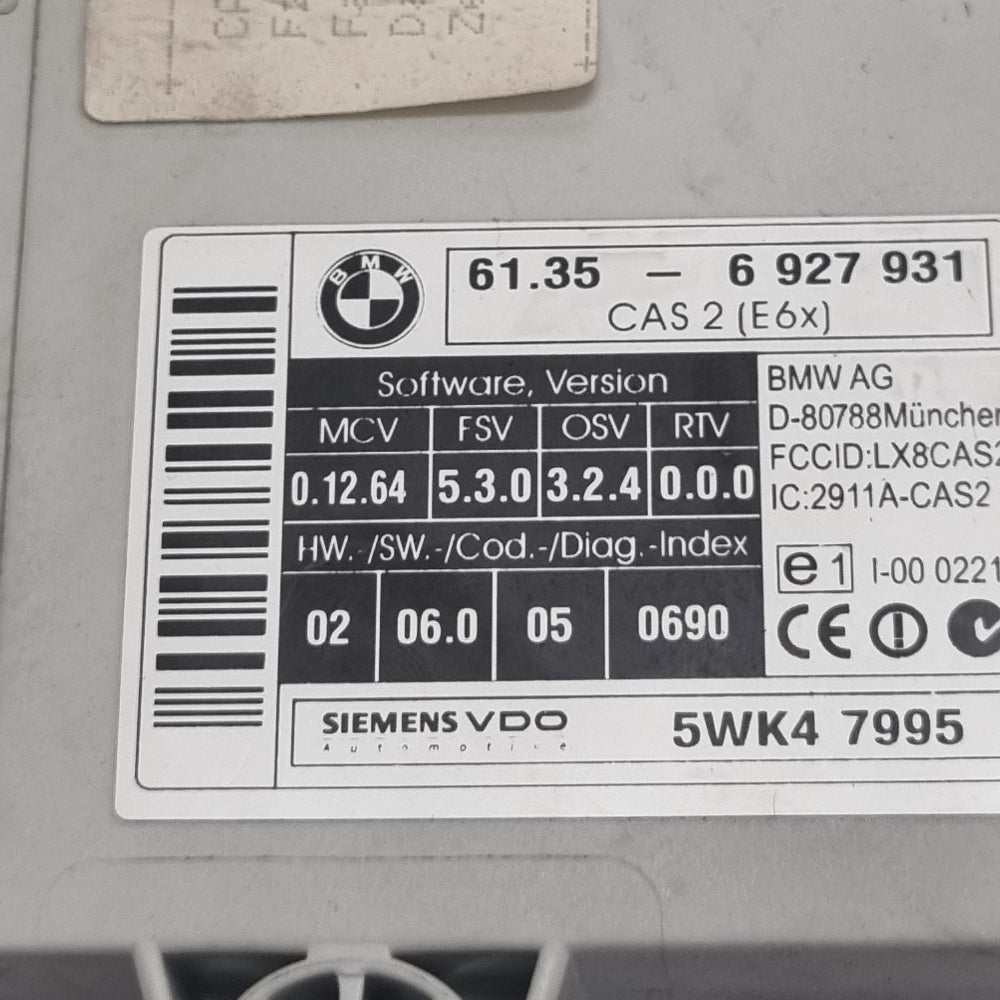 BMW
61.35 – 6 927 931
CAS 2 (E6x)
Software, Version
MCV FSV OSV RTV
0.12.64 5.3.0 3.2.4 0.0.0
HW.-/SW.-/Cod.-/Diag.-Index
02 06.0 05 0690
BMW AG
D-80788München
FCCID:LX8CAS2
IC:2911A-CAS2
e1 I-00 0221
CE
SIEMENS VDO
Automotive
5WK4 7995